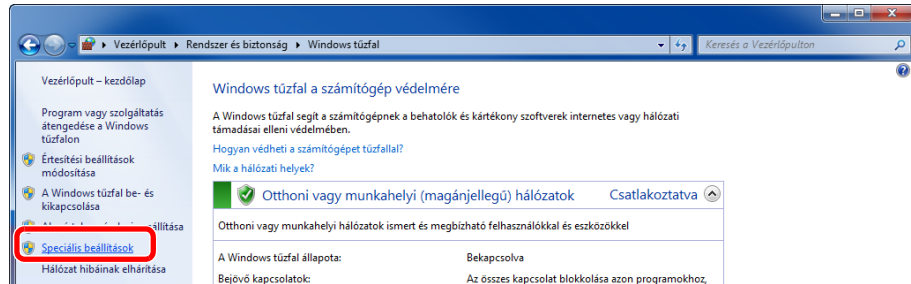 Vezérlőpult ▸ Rendszer és biztonság ▸ Windows tűzfal
Keresés a Vezérlőpulton
Vezérlőpult – kezdőlap
Program vagy szolgáltatás
átengedése a Windows
tűzfalon
Értesítési beállítások
módosítása
A Windows tűzfal be- és
kikapcsolása
Speciális beállítások
Hálózat hibáinak elhárítása
Windows tűzfal a számítógép védelmére
A Windows tűzfal segít a számítógépnek a behatolók és kártékony szoftverek internetes vagy hálózati
támadásai elleni védelmében.
Hogyan védheti a számítógépet tűzfallal?
Mik a hálózati helyek?
Otthoni vagy munkahelyi (magánjellegű) hálózatok Csatlakoztatva
Otthoni vagy munkahelyi hálózatok ismert és megbízható felhasználókkal és eszközökkel
A Windows tűzfal állapota: Bekapcsolva
Bejövő kapcsolatok: Az összes kapcsolat blokkolása azon programokhoz,